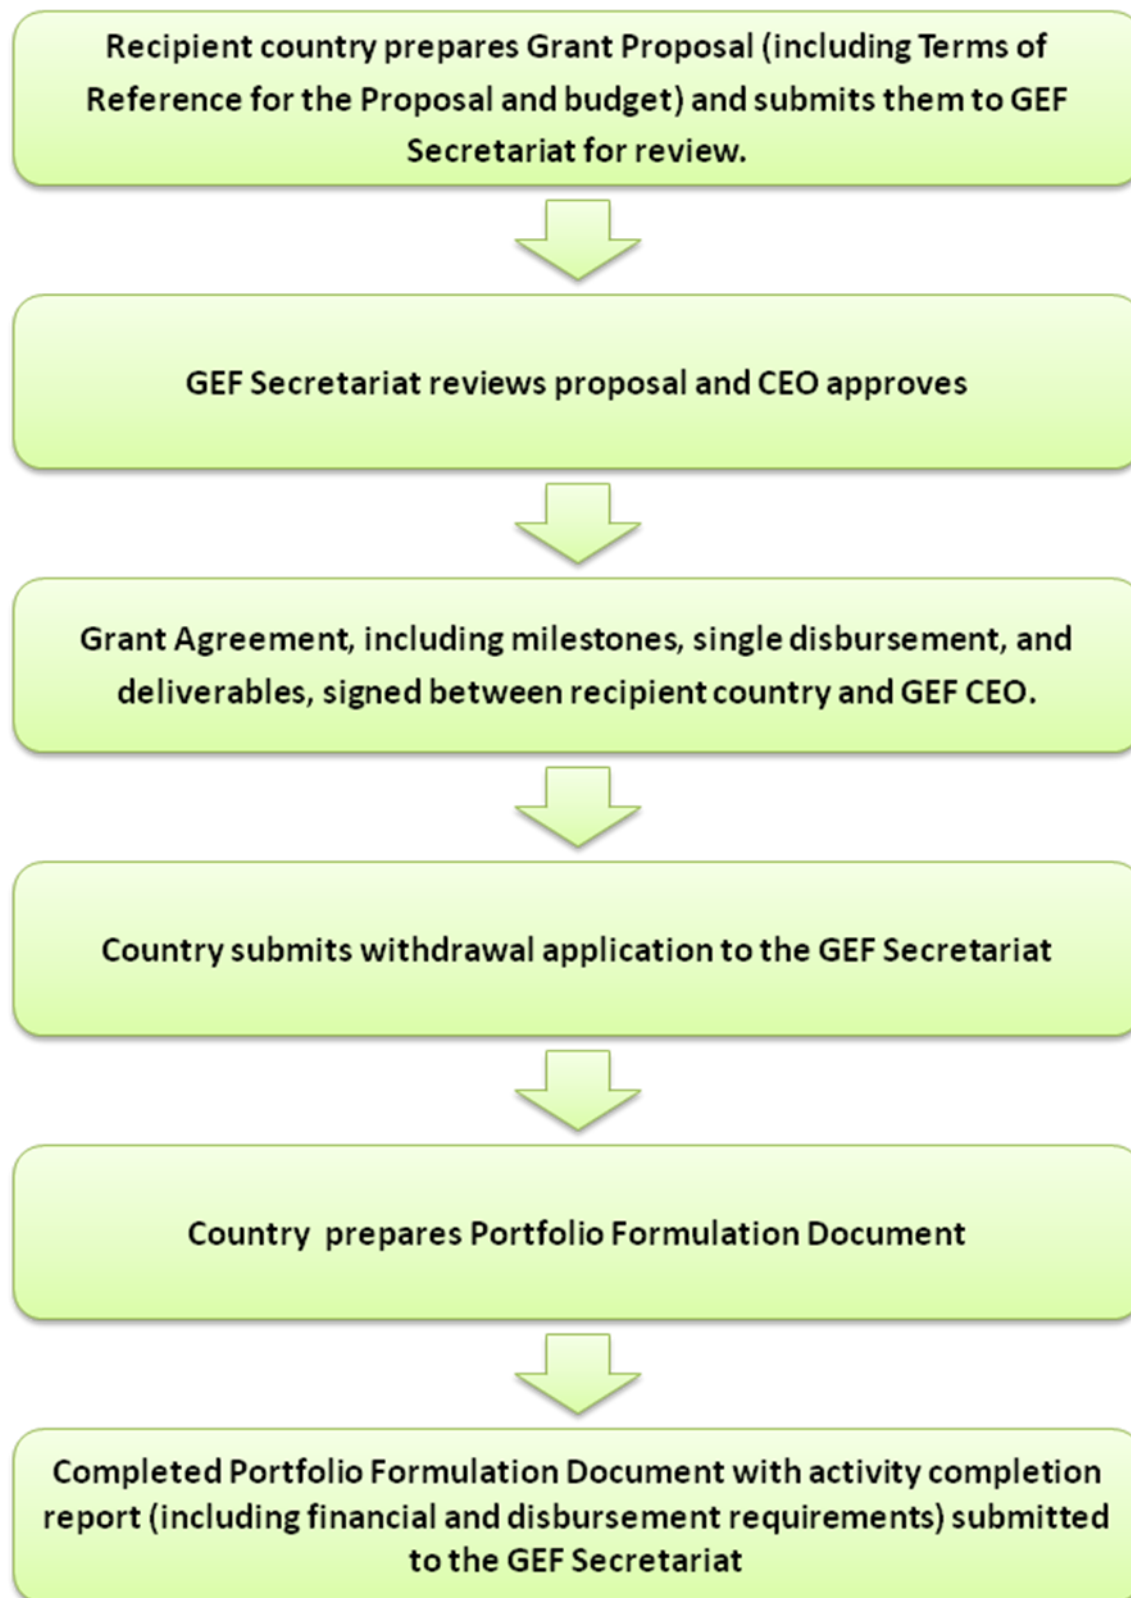 Recipient country prepares Grant Proposal (including Terms of
Reference for the Proposal and budget) and submits them to GEF
Secretariat for review.
GEF Secretariat reviews proposal and CEO approves
Grant Agreement, including milestones, single disbursement, and
deliverables, signed between recipient country and GEF CEO.
Country submits withdrawal application to the GEF Secretariat
Country  prepares Portfolio Formulation Document
Completed Portfolio Formulation Document with activity completion
report (including financial and disbursement requirements) submitted
to the GEF Secretariat